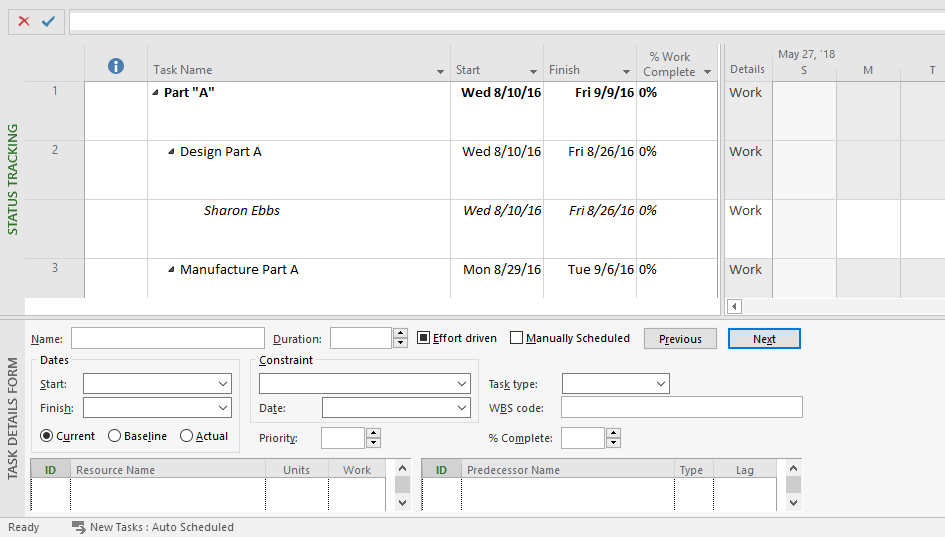 May 27, '18
Task Name Start Finish % Work Complete Details S M T
1 Part "A" Wed 8/10/16 Fri 9/9/16 0% Work
2 Design Part A Wed 8/10/16 Fri 8/26/16 0% Work
Sharon Ebbs Wed 8/10/16 Fri 8/26/16 0% Work
3 Manufacture Part A Mon 8/29/16 Tue 9/6/16 0% Work
STATUS TRACKING
Name: Duration: Effort driven Manually Scheduled Previous Next
Dates Constraint
Start: Task type:
Finish: Date: WBS code:
Current Baseline Actual Priority: % Complete:
ID Resource Name Units Work ID Predecessor Name Type Lag
TASK DETAILS FORM
Ready New Tasks : Auto Scheduled